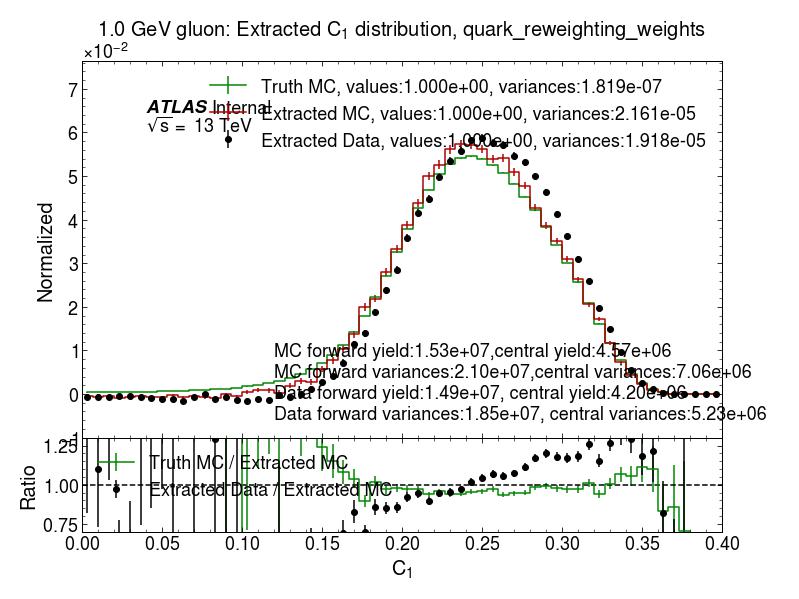 1.0 GeV gluon: Extracted C₁ distribution, quark_reweighting_weights
×10⁻²
Truth MC, values:1.000e+00, variances:1.819e-07
ATLAS Internal
Extracted MC, values:1.000e+00, variances:2.161e-05
√s = 13 TeV
Extracted Data, values:1.000e+00, variances:1.918e-05
7
6
5
4
3
2
1
0
Normalized
MC forward yield:1.53e+07,central yield:4.57e+06
MC forward variances:2.10e+07,central variances:7.06e+06
Data forward yield:1.49e+07, central yield:4.20e+06
Data forward variances:1.85e+07, central variances:5.23e+06
1.25
1.00
0.75
Ratio
Truth MC / Extracted MC
Extracted Data / Extracted MC
0.00 0.05 0.10 0.15 0.20 0.25 0.30 0.35 0.40
C₁